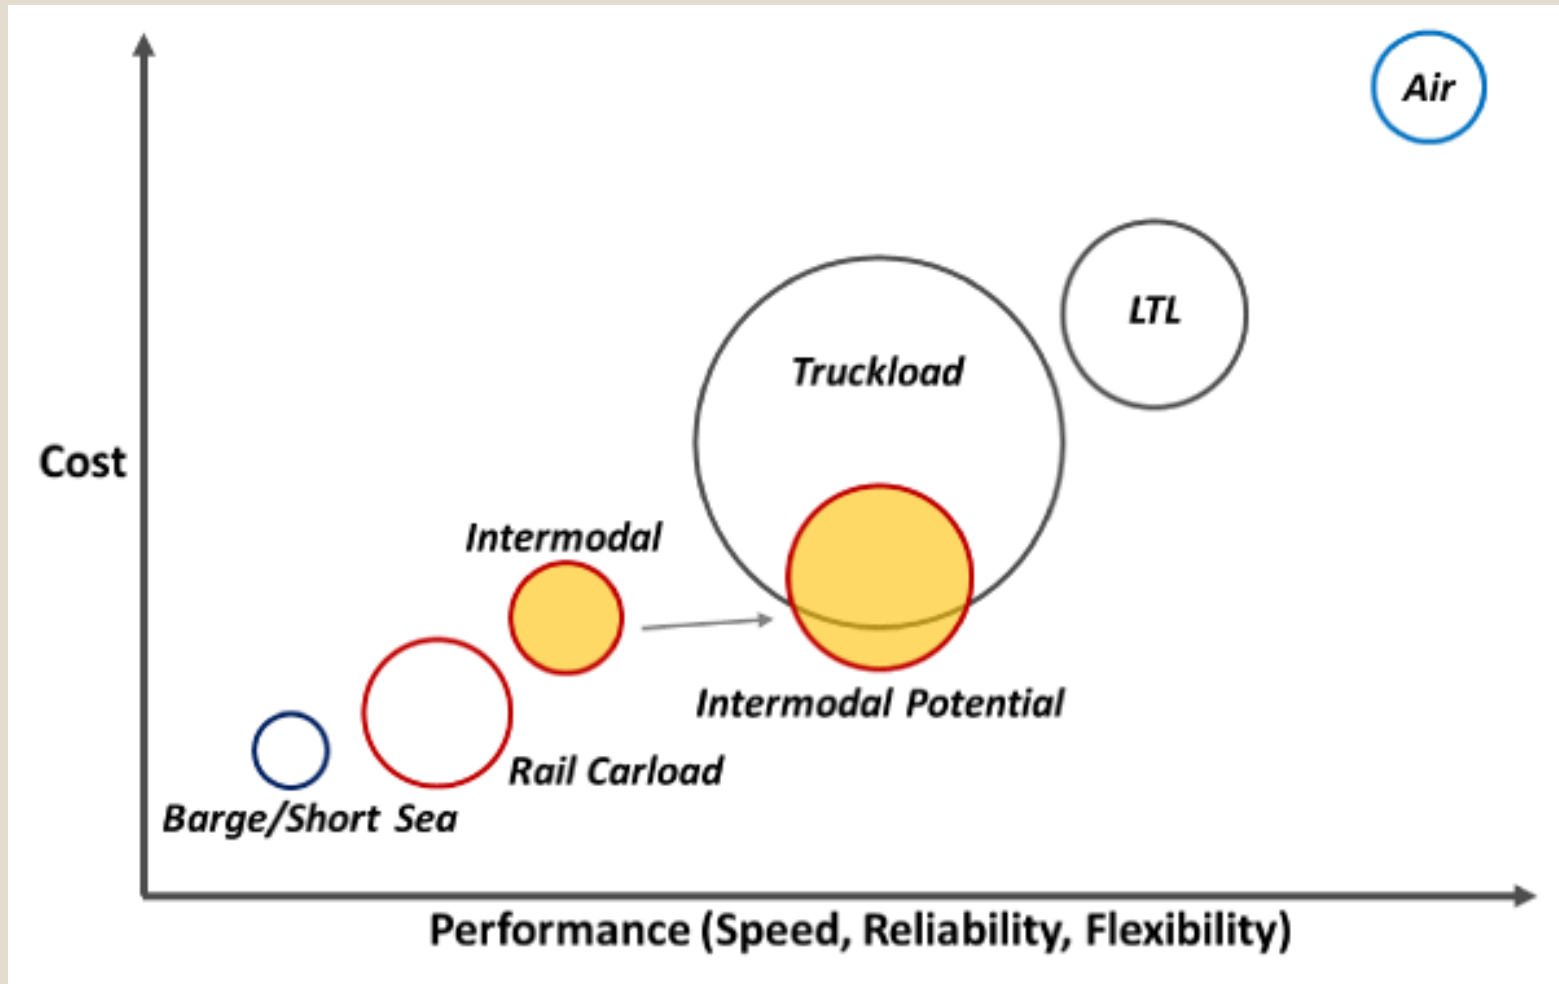 Air
LTL
Truckload
Cost
Intermodal
Intermodal Potential
Rail Carload
Barge/Short Sea
Performance (Speed, Reliability, Flexibility)